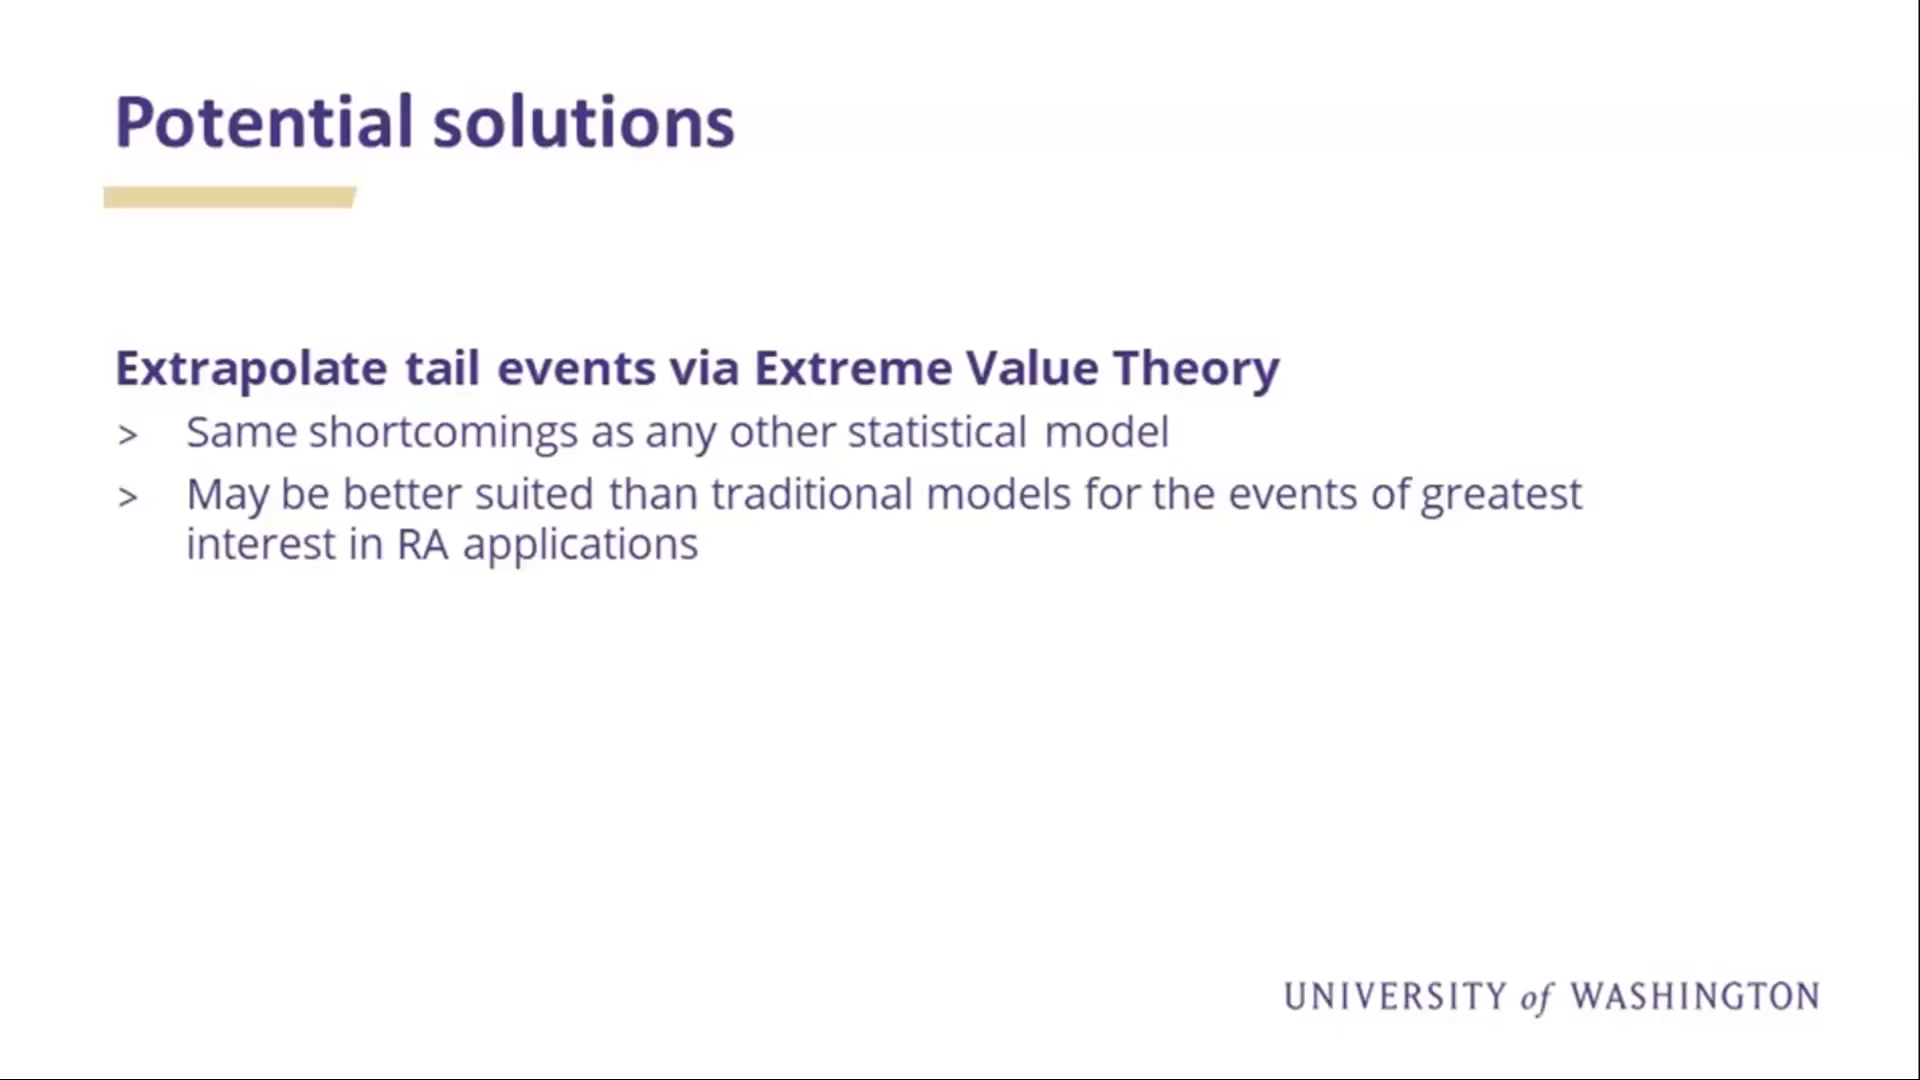 Potential solutions
Extrapolate tail events via Extreme Value Theory
> Same shortcomings as any other statistical model
> May be better suited than traditional models for the events of greatest
interest in RA applications
UNIVERSITY of WASHINGTON